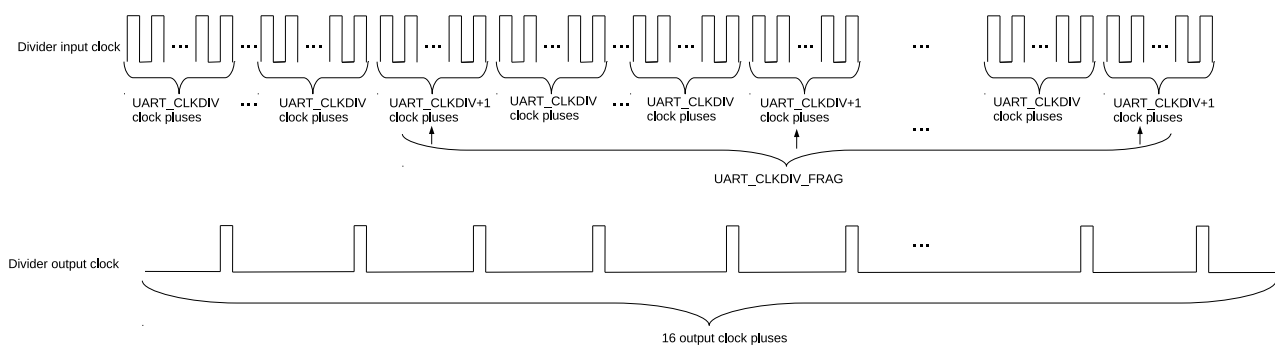 Divider input clock
... ... ... ... ... ... ... ... ... ... ...
UART_CLKDIV
clock pluses
...
UART_CLKDIV
clock pluses
UART_CLKDIV+1
clock pluses
UART_CLKDIV
clock pluses
...
UART_CLKDIV
clock pluses
UART_CLKDIV+1
clock pluses
...
UART_CLKDIV
clock pluses
UART_CLKDIV+1
clock pluses
UART_CLKDIV_FRAG
Divider output clock
...
16 output clock pluses